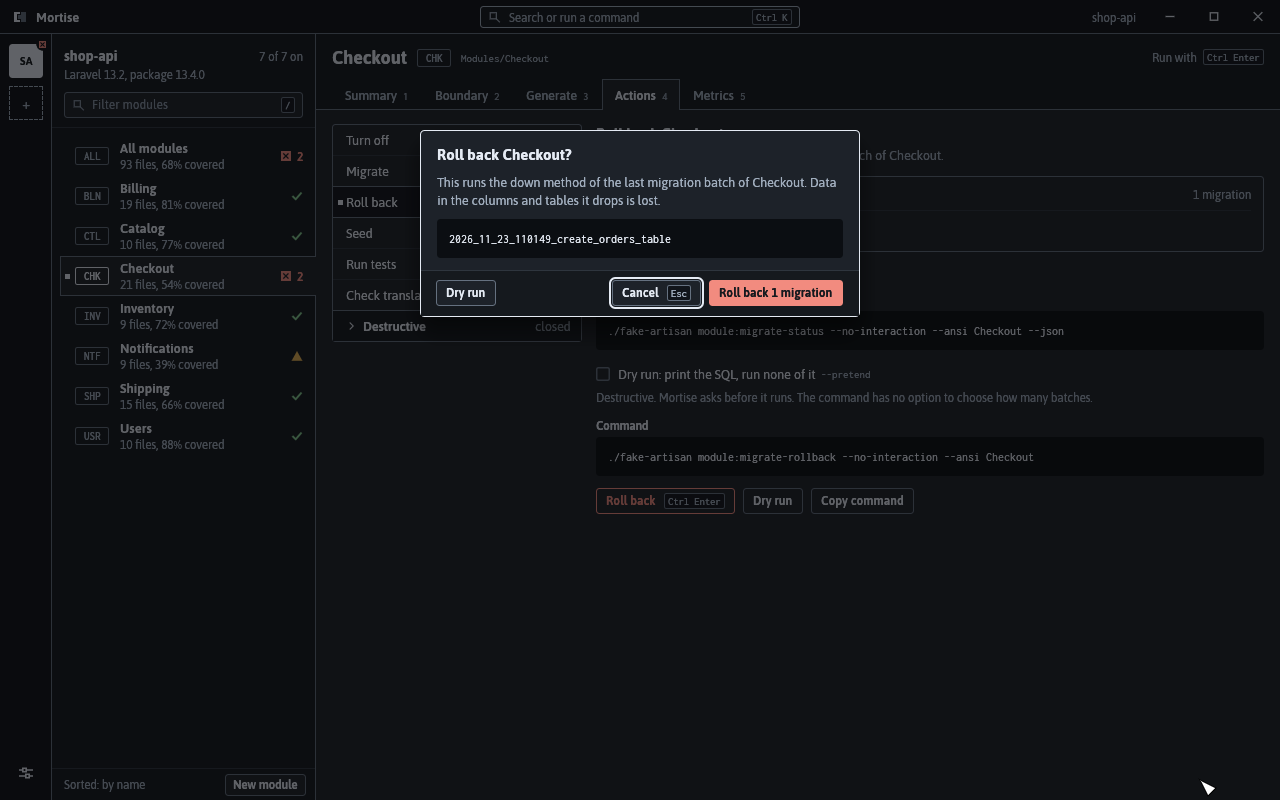 Mortise
Search or run a command
Ctrl K
shop-api
SA
+
shop-api
7 of 7 on
Laravel 13.2, package 13.4.0
Filter modules
/
ALL
All modules
93 files, 68% covered
2
BLN
Billing
19 files, 81% covered
CTL
Catalog
10 files, 77% covered
CHK
Checkout
21 files, 54% covered
2
INV
Inventory
9 files, 72% covered
NTF
Notifications
9 files, 39% covered
SHP
Shipping
15 files, 66% covered
USR
Users
10 files, 88% covered
Sorted: by name
New module
Checkout
CHK
Modules/Checkout
Run with
Ctrl Enter
Summary 1
Boundary 2
Generate 3
Actions 4
Metrics 5
Turn off
Migrate
Roll back
Seed
Run tests
Check transla
Destructive
closed
ch of Checkout.
1 migration
Roll back Checkout?
This runs the down method of the last migration batch of Checkout. Data
in the columns and tables it drops is lost.
2026_11_23_110149_create_orders_table
Dry run
Cancel
Esc
Roll back 1 migration
./fake-artisan module:migrate-status --no-interaction --ansi Checkout --json
Dry run: print the SQL, run none of it --pretend
Destructive. Mortise asks before it runs. The command has no option to choose how many batches.
Command
./fake-artisan module:migrate-rollback --no-interaction --ansi Checkout
Roll back
Ctrl Enter
Dry run
Copy command